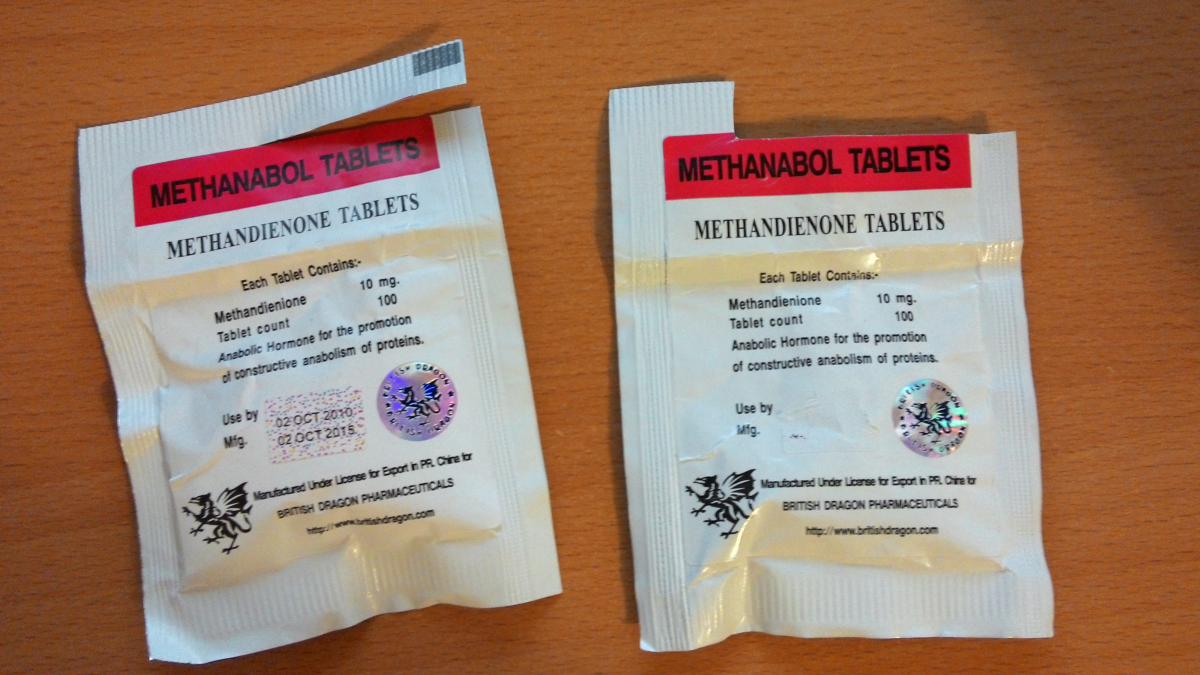 METHANABOL TABLETS
METHANDIENONE TABLETS
Each Tablet Contains:-
Methandienione 10 mg.
Tablet count 100
Anabolic Hormone for the promotion
of constructive anabolism of proteins.
Use by 02 OCT 2010
Mfg. 02 OCT 2015
BRITISH DRAGON
Manufactured Under License for Export In PR. China for
BRITISH DRAGON PHARMACEUTICALS
http://www.britishdragon.com
METHANABOL TABLETS
METHANDIENONE TABLETS
Each Tablet Contains:-
Methandienione 10 mg.
Tablet count 100
Anabolic Hormone for the promotion
of constructive anabolism of proteins.
Use by
Mfg.
BRITISH DRAGON
Manufactured Under License for Export In PR. China for
BRITISH DRAGON PHARMACEUTICALS
http://www.britishdragon.com